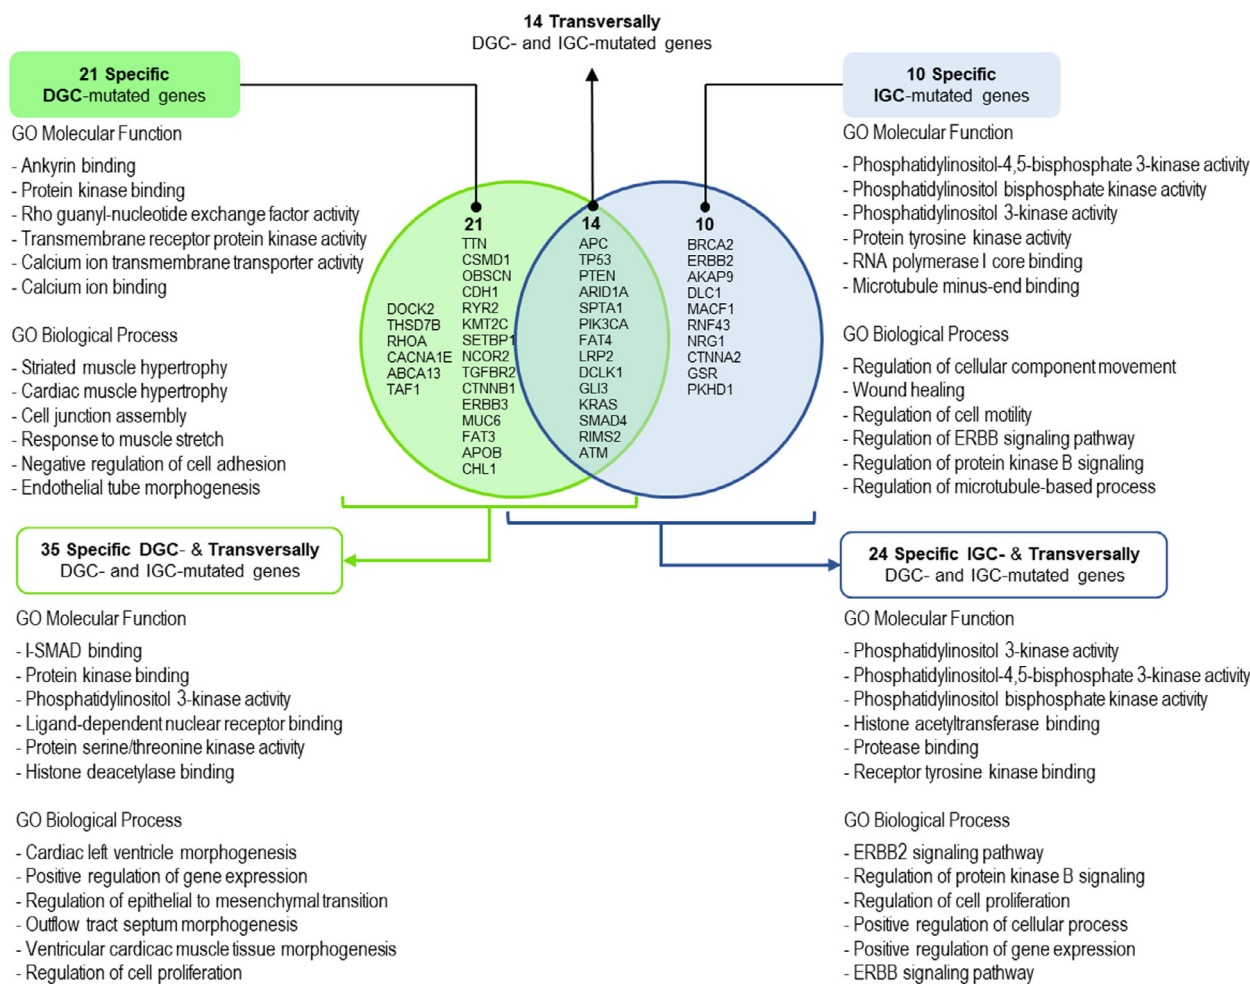 14 Transversally
DGC- and IGC-mutated genes
21 Specific
DGC-mutated genes
GO Molecular Function
- Ankyrin binding
- Protein kinase binding
- Rho guanyl-nucleotide exchange factor activity
- Transmembrane receptor protein kinase activity
- Calcium ion transmembrane transporter activity
- Calcium ion binding
GO Biological Process
- Striated muscle hypertrophy
- Cardiac muscle hypertrophy
- Cell junction assembly
- Response to muscle stretch
- Negative regulation of cell adhesion
- Endothelial tube morphogenesis
DOCK2
THSD7B
RHOA
CACNA1E
ABCA13
TAF1
21
TTN
CSMD1
OBSCN
CDH1
RYR2
KMT2C
SETBP1
NCOR2
TGFBR2
CTNNB1
ERBB3
MUC6
FAT3
APOB
CHL1
14
APC
TP53
PTEN
ARID1A
SPTA1
PIK3CA
FAT4
LRP2
DCLK1
GLI3
KRAS
SMAD4
RIMS2
ATM
10
BRCA2
ERBB2
AKAP9
DLC1
MACF1
RNF43
NRG1
CTNNA2
GSR
PKHD1
10 Specific
IGC-mutated genes
GO Molecular Function
- Phosphatidylinositol-4,5-bisphosphate 3-kinase activity
- Phosphatidylinositol bisphosphate kinase activity
- Phosphatidylinositol 3-kinase activity
- Protein tyrosine kinase activity
- RNA polymerase I core binding
- Microtubule minus-end binding
GO Biological Process
- Regulation of cellular component movement
- Wound healing
- Regulation of cell motility
- Regulation of ERBB signaling pathway
- Regulation of protein kinase B signaling
- Regulation of microtubule-based process
35 Specific DGC- & Transversally
DGC- and IGC-mutated genes
GO Molecular Function
- I-SMAD binding
- Protein kinase binding
- Phosphatidylinositol 3-kinase activity
- Ligand-dependent nuclear receptor binding
- Protein serine/threonine kinase activity
- Histone deacetylase binding
GO Biological Process
- Cardiac left ventricle morphogenesis
- Positive regulation of gene expression
- Regulation of epithelial to mesenchymal transition
- Outflow tract septum morphogenesis
- Ventricular cardicac muscle tissue morphogenesis
- Regulation of cell proliferation
24 Specific IGC- & Transversally
DGC- and IGC-mutated genes
GO Molecular Function
- Phosphatidylinositol 3-kinase activity
- Phosphatidylinositol-4,5-bisphosphate 3-kinase activity
- Phosphatidylinositol bisphosphate kinase activity
- Histone acetyltransferase binding
- Protease binding
- Receptor tyrosine kinase binding
GO Biological Process
- ERBB2 signaling pathway
- Regulation of protein kinase B signaling
- Regulation of cell proliferation
- Positive regulation of cellular process
- Positive regulation of gene expression
- ERBB signaling pathway